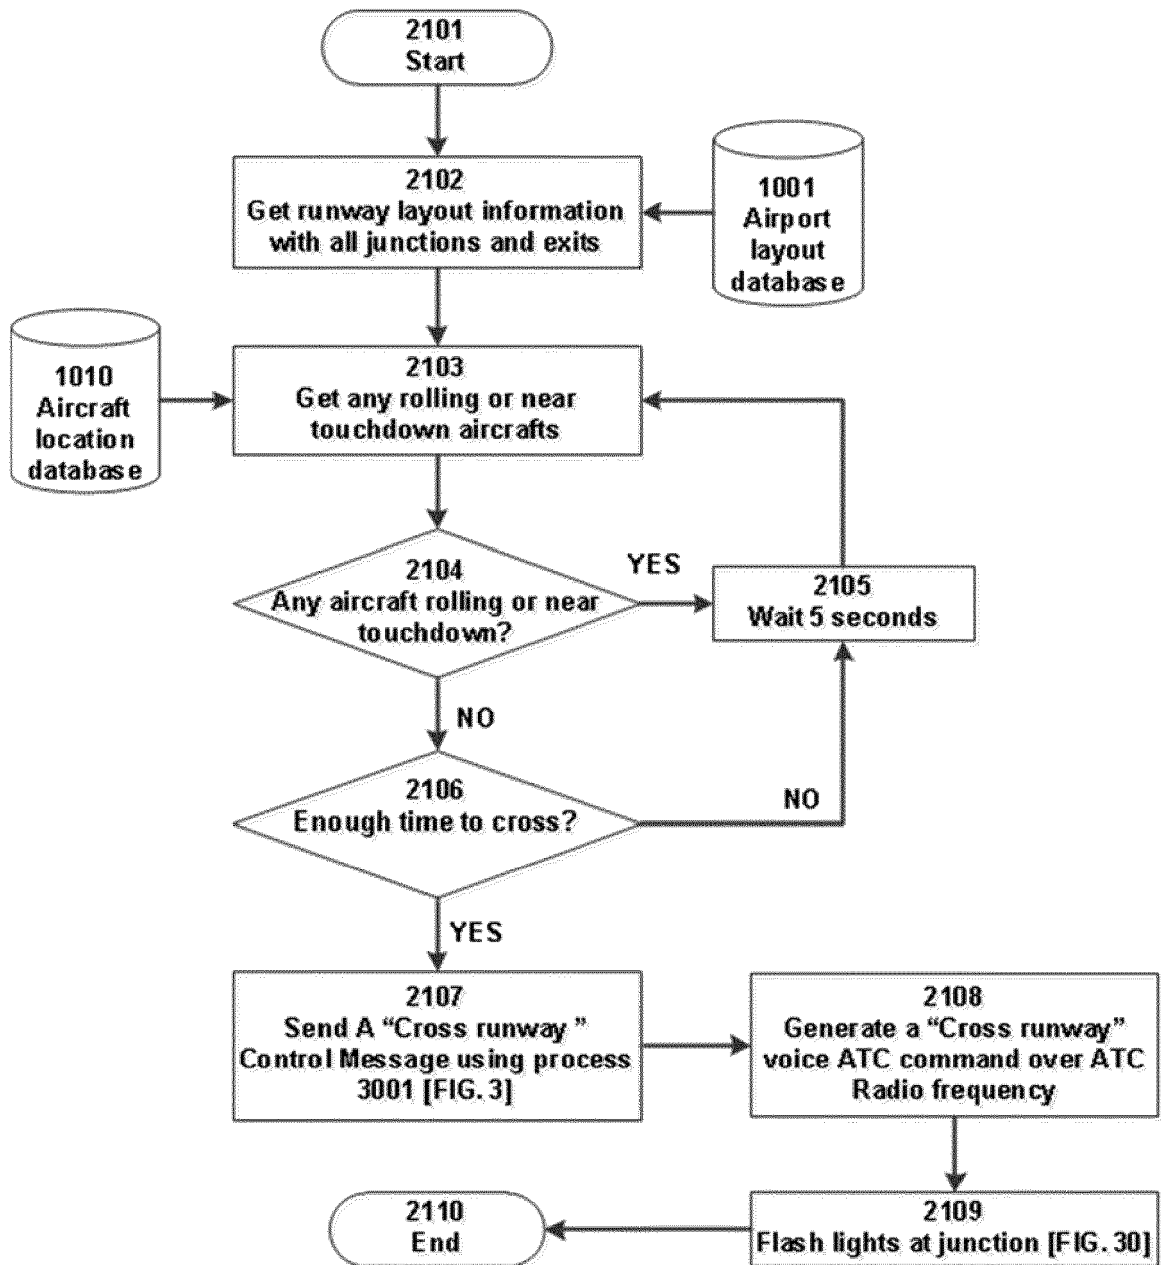 2101
Start
2102
Get runway layout information
with all junctions and exits
1001
Airport
layout
database
1010
Aircraft
location
database
2103
Get any rolling or near
touchdown aircrafts
2104
Any aircraft rolling or near
touchdown?
YES
2105
Wait 5 seconds
NO
2106
Enough time to cross?
NO
YES
2107
Send A “Cross runway ”
Control Message using process
3001 [FIG. 3]
2108
Generate a “Cross runway”
voice ATC command over ATC
Radio frequency
2110
End
2109
Flash lights at junction [FIG. 30]